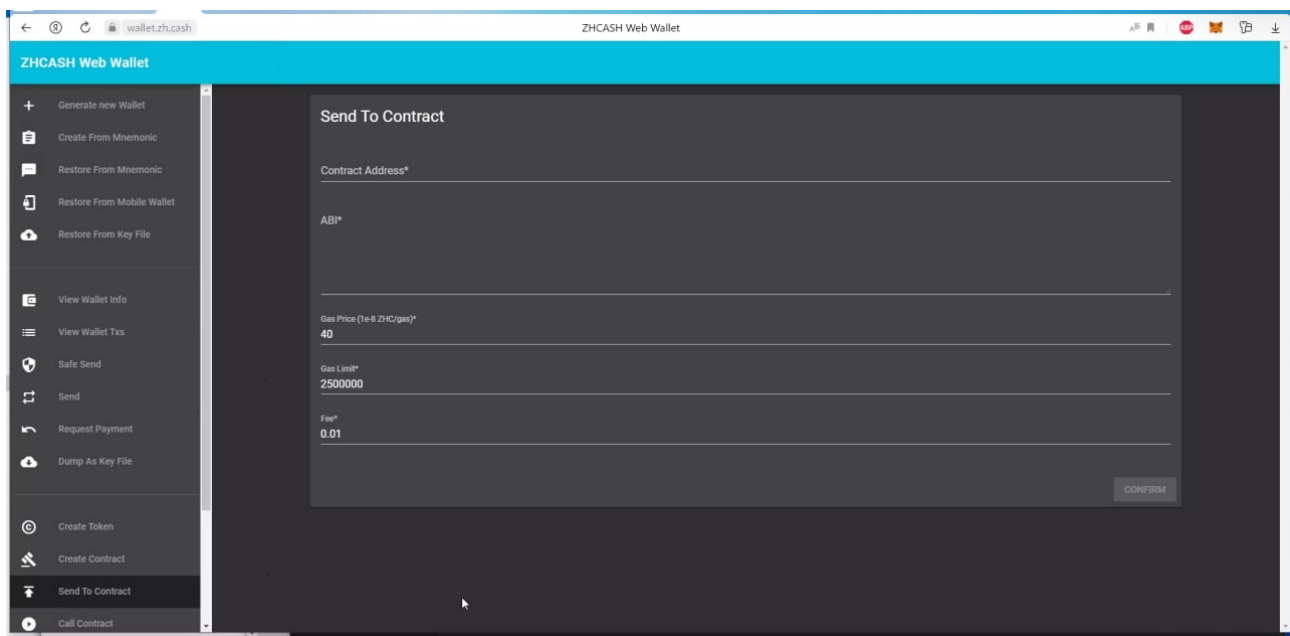 wallet.zh.cash
ZHCASH Web Wallet
ABP
ZHCASH Web Wallet
Generate new Wallet
Create From Mnemonic
Restore From Mnemonic
Restore From Mobile Wallet
Restore From Key File
View Wallet Info
View Wallet Txs
Safe Send
Send
Request Payment
Dump As Key File
Create Token
Create Contract
Send To Contract
Call Contract
Send To Contract
Contract Address*
ABI*
Gas Price (1e-8 ZHC/gas)*
40
Gas Limit*
2500000
Fee*
0.01
CONFIRM